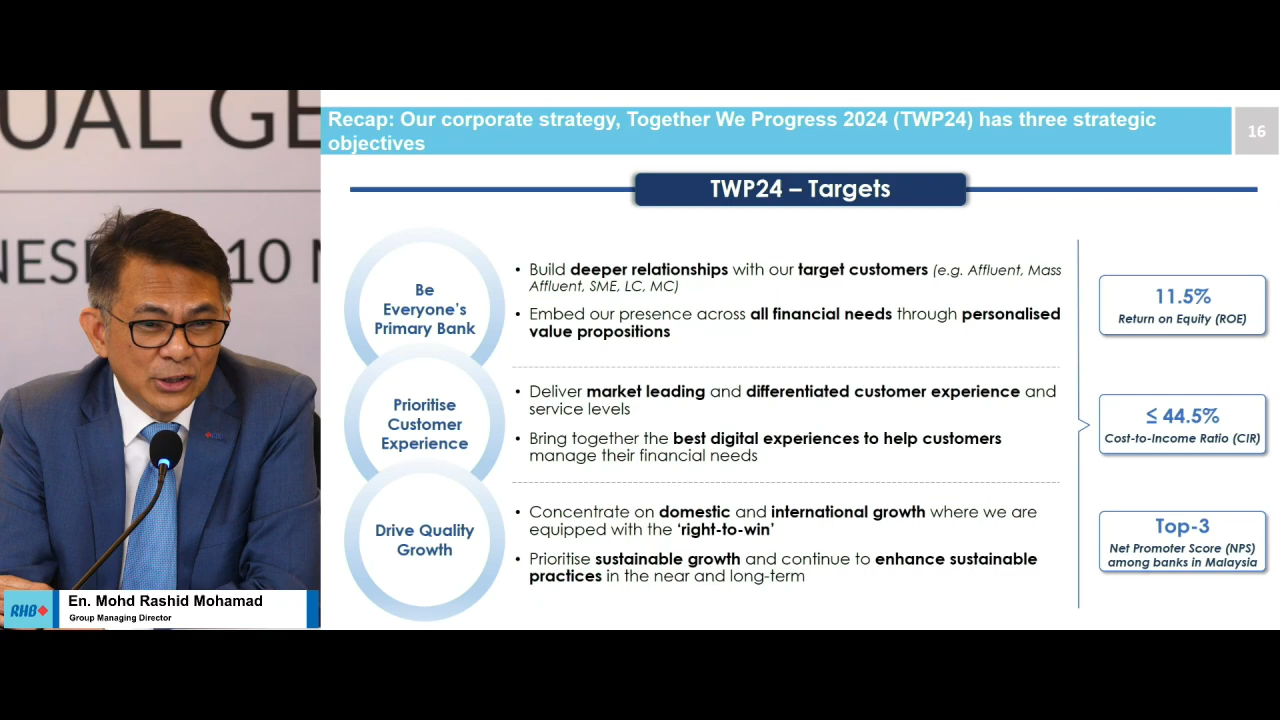 UAL GE
NESE
10
Recap: Our corporate strategy, Together We Progress 2024 (TWP24) has three strategic
objectives
16
TWP24 – Targets
Be
Everyone's
Primary Bank
• Build deeper relationships with our target customers (e.g. Affluent, Mass
Affluent, SME, LC, MC)
• Embed our presence across all financial needs through personalised
value propositions
11.5%
Return on Equity (ROE)
Prioritise
Customer
Experience
• Deliver market leading and differentiated customer experience and
service levels
• Bring together the best digital experiences to help customers
manage their financial needs
≤ 44.5%
Cost-to-Income Ratio (CIR)
Drive Quality
Growth
• Concentrate on domestic and international growth where we are
equipped with the ‘right-to-win’
• Prioritise sustainable growth and continue to enhance sustainable
practices in the near and long-term
Top-3
Net Promoter Score (NPS)
among banks in Malaysia
RHB
En. Mohd Rashid Mohamad
Group Managing Director